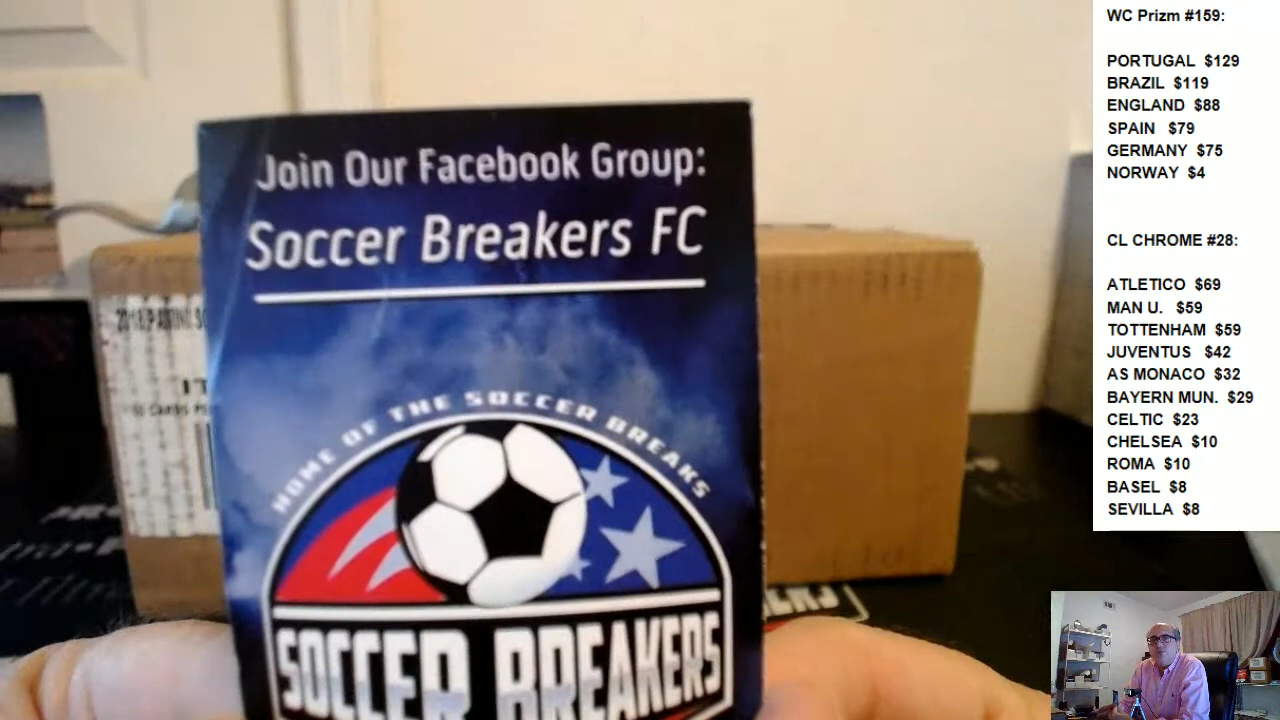 Join Our Facebook Group:
Soccer Breakers FC
HOME OF THE SOCCER BREAKS
SOCCER BREAKERS
WC Prizm #159:
PORTUGAL $129
BRAZIL $119
ENGLAND $88
SPAIN $79
GERMANY $75
NORWAY $4
CL CHROME #28:
ATLETICO $69
MAN U. $59
TOTTENHAM $59
JUVENTUS $42
AS MONACO $32
BAYERN MUN. $29
CELTIC $23
CHELSEA $10
ROMA $10
BASEL $8
SEVILLA $8